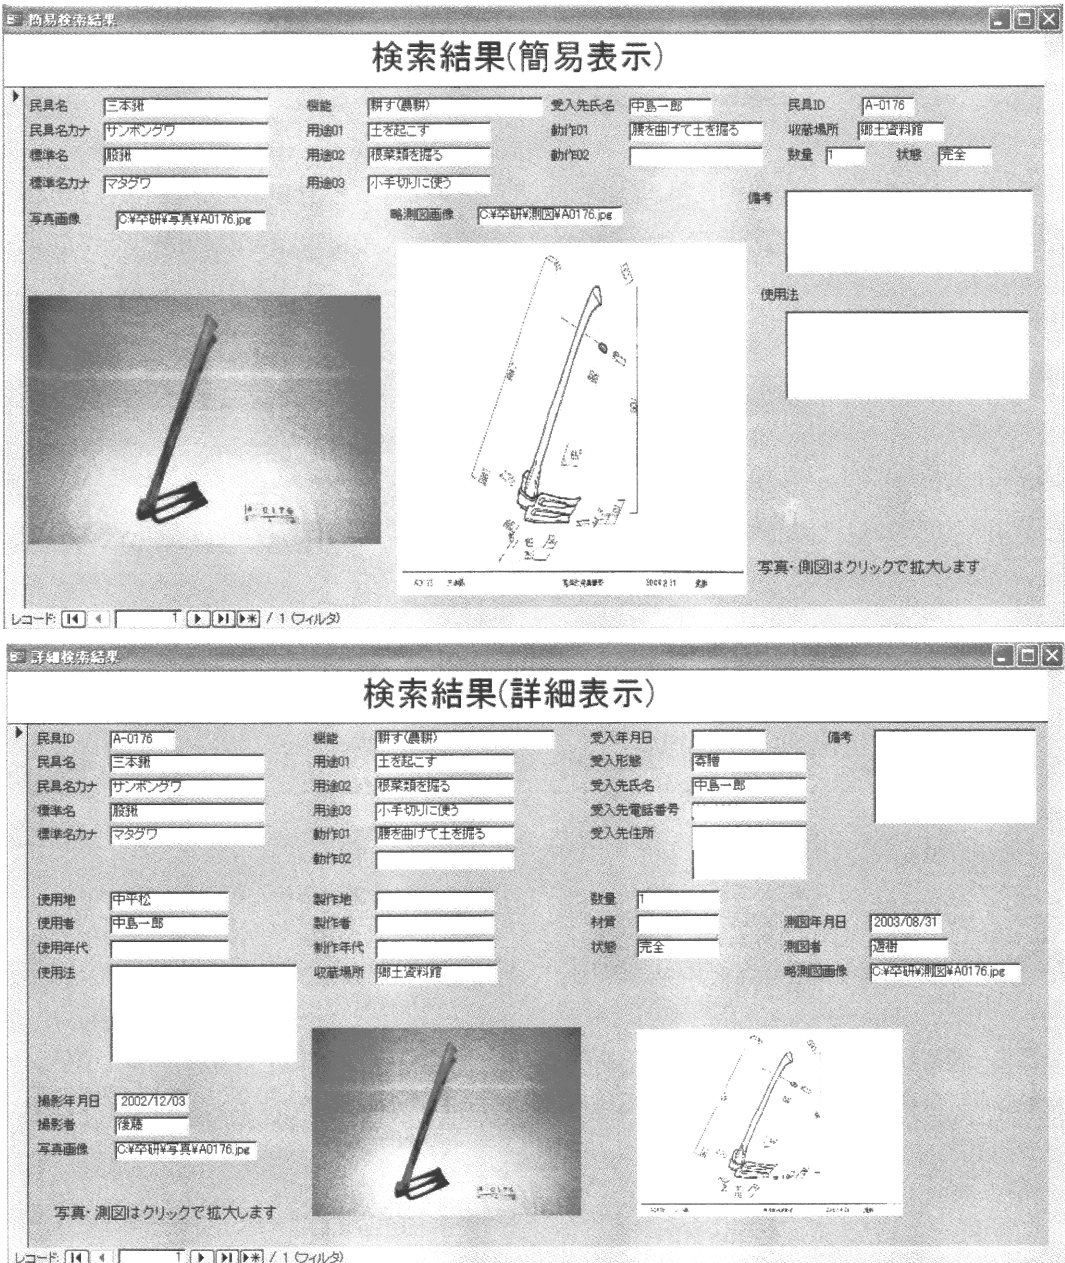 簡易検索結果
検索結果(簡易表示)
民具名 三本鍬 機能 耕す(農耕) 受入先氏名 中島一郎 民具ID A-0176
民具名カナ サンボングワ 用途01 土を起こす 動作01 腰を曲げて土を掘る 収蔵場所 郷土資料館
標準名 股鍬 用途02 根菜類を掘る 動作02 数量 1 状態 完全
標準名カナ マタグワ 用途03 小手切りに使う
備考
写真画像 C:¥卒研¥写真¥A0176.jpg 略測図画像 C:¥卒研¥測図¥A0176.jpg
使用法
写真・測図はクリックで拡大します
レコード: 1 / 1 (フィルタ)
詳細検索結果
検索結果(詳細表示)
民具ID A-0176 機能 耕す(農耕) 受入年月日 備考
民具名 三本鍬 用途01 土を起こす 受入形態 寄贈
民具名カナ サンボングワ 用途02 根菜類を掘る 受入先氏名 中島一郎
標準名 股鍬 用途03 小手切りに使う 受入先電話番号
標準名カナ マタグワ 動作01 腰を曲げて土を掘る 受入先住所
動作02
使用地 中平松 製作地 数量 1
使用者 中島一郎 製作者 材質 測図年月日 2003/08/31
使用年代 制作年代 状態 完全 測図者 遊樹
使用法 収蔵場所 郷土資料館 略測図画像 C:¥卒研¥測図¥A0176.jpg
撮影年月日 2002/12/03
撮影者 後藤
写真画像 C:¥卒研¥写真¥A0176.jpg
写真・測図はクリックで拡大します
レコード: 1 / 1 (フィルタ)